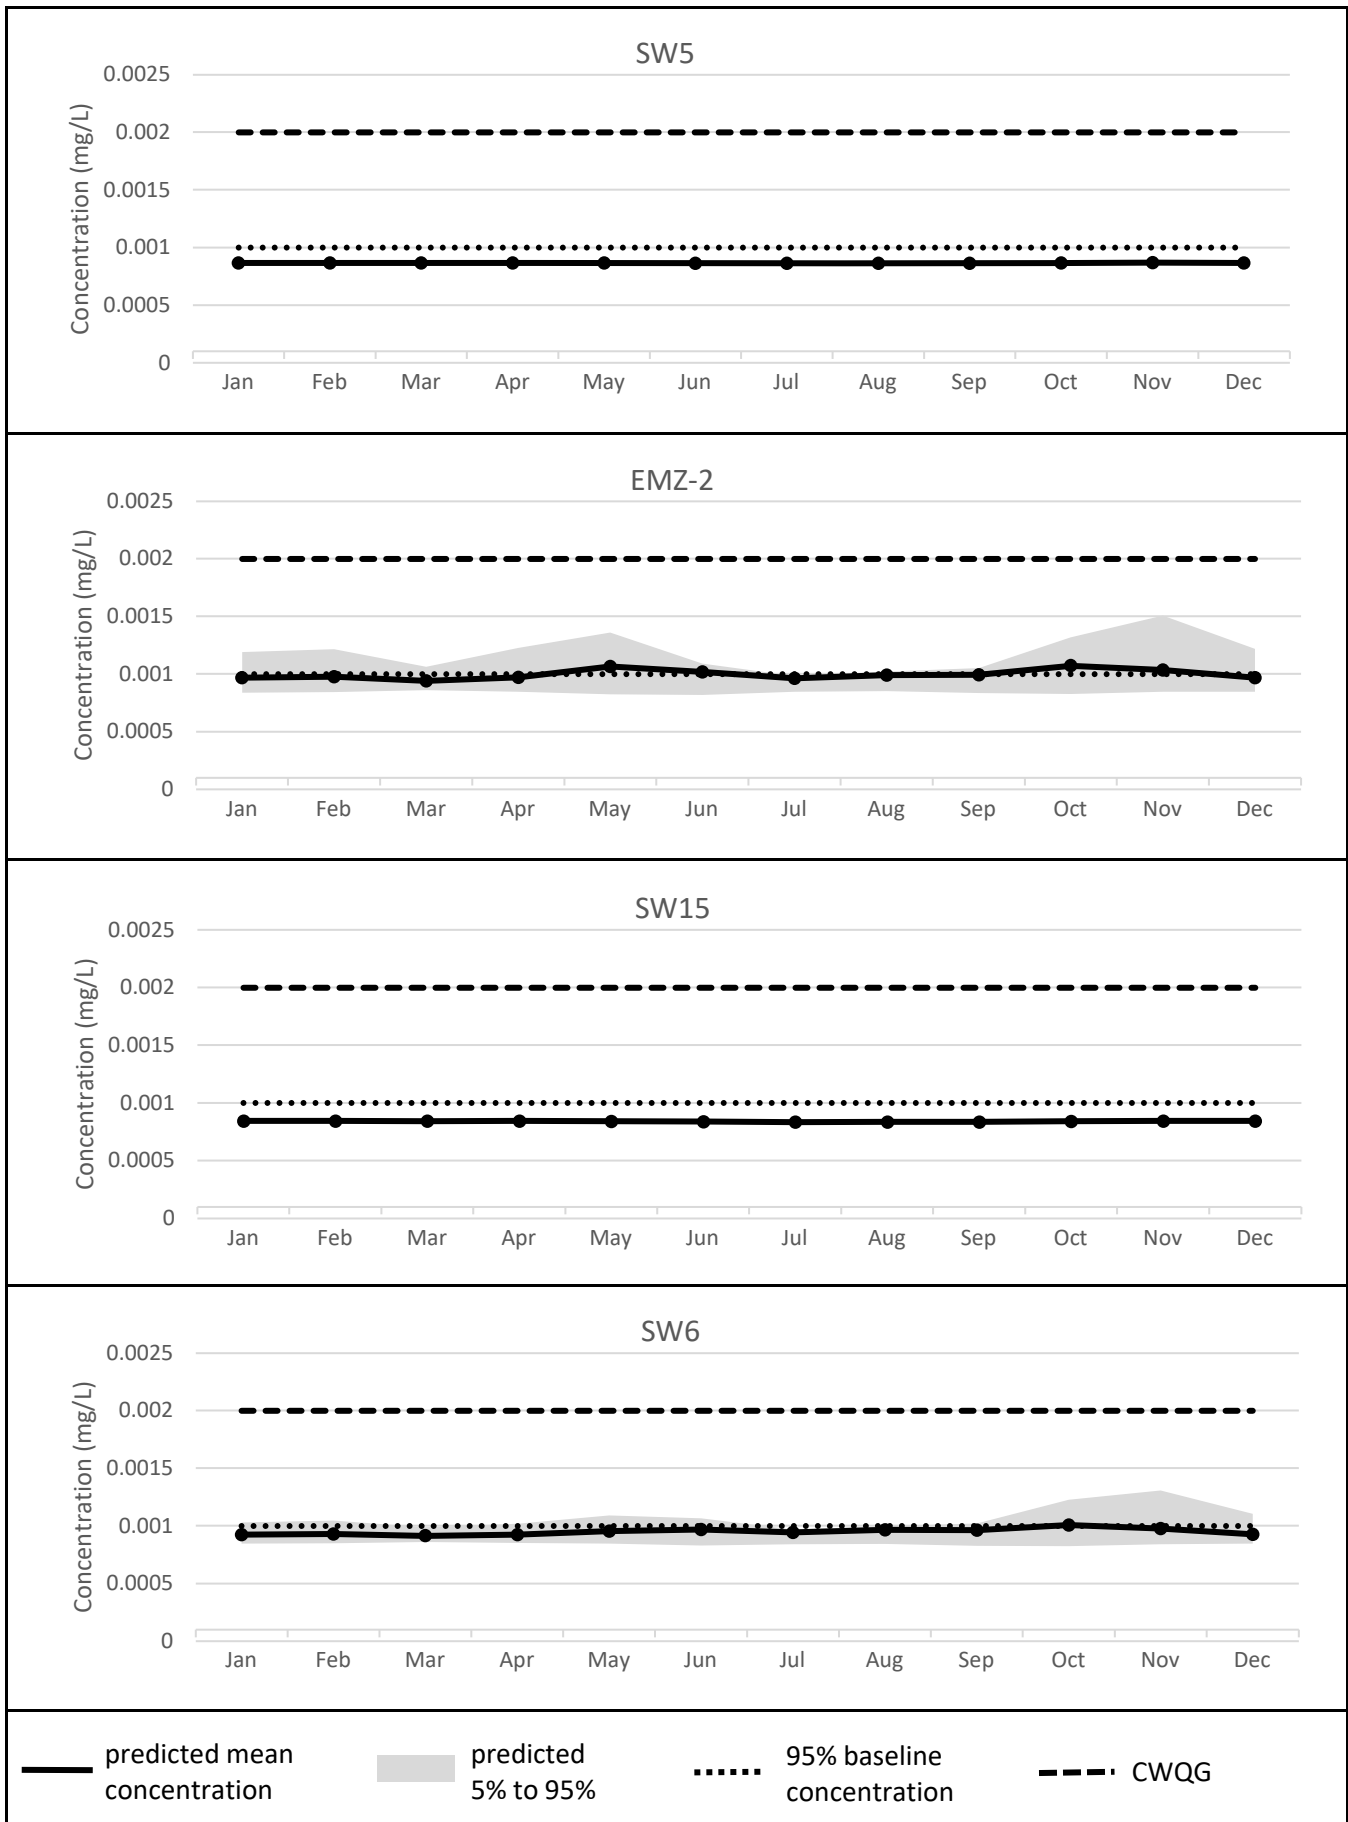 SW5
Concentration (mg/L)
0.0025
0.002
0.0015
0.001
0.0005
0
Jan Feb Mar Apr May Jun Jul Aug Sep Oct Nov Dec
EMZ-2
Concentration (mg/L)
0.0025
0.002
0.0015
0.001
0.0005
0
Jan Feb Mar Apr May Jun Jul Aug Sep Oct Nov Dec
SW15
Concentration (mg/L)
0.0025
0.002
0.0015
0.001
0.0005
0
Jan Feb Mar Apr May Jun Jul Aug Sep Oct Nov Dec
SW6
Concentration (mg/L)
0.0025
0.002
0.0015
0.001
0.0005
0
Jan Feb Mar Apr May Jun Jul Aug Sep Oct Nov Dec
predicted mean
concentration
predicted
5% to 95%
95% baseline
concentration
CWQG